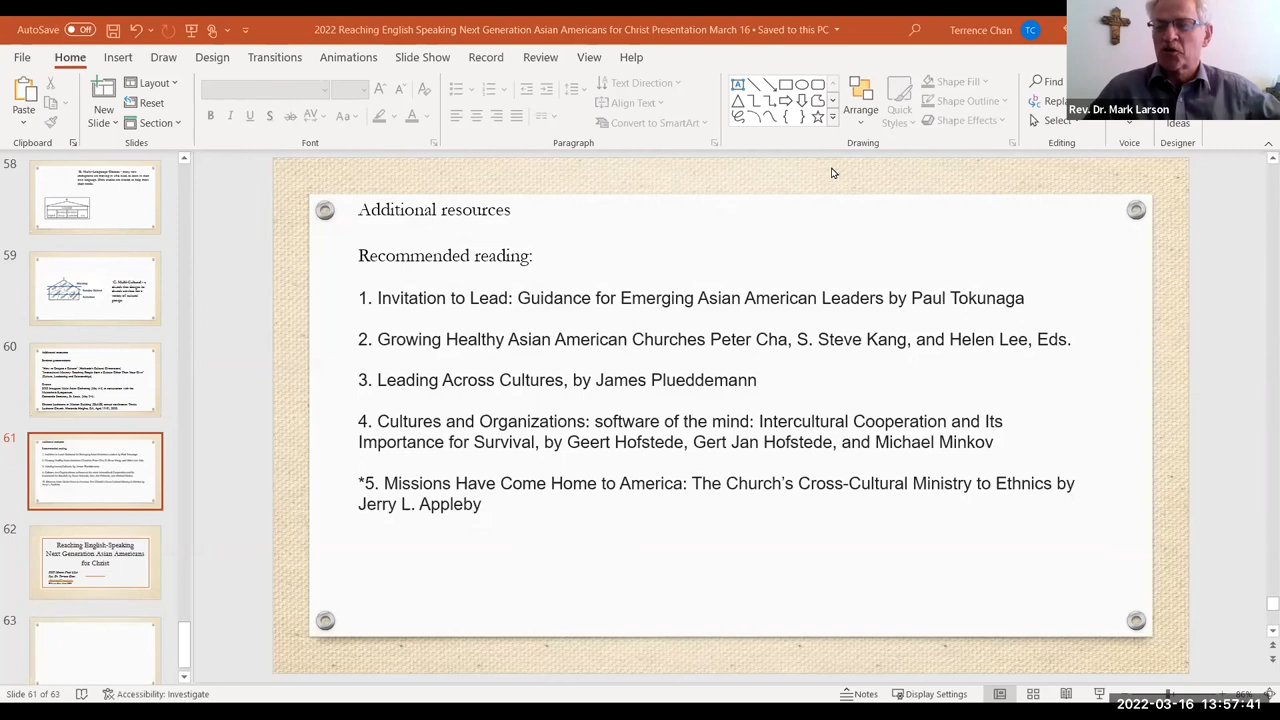 AutoSave Off
2022 Reaching English Speaking Next Generation Asian Americans for Christ Presentation March 16 • Saved to this PC
Terrence Chan TC
File Home Insert Draw Design Transitions Animations Slide Show Record Review View Help
Paste
New
Slide
Layout
Reset
Section
Text Direction
Align Text
Convert to SmartArt
Arrange
Quick
Styles
Shape Fill
Shape Outline
Shape Effects
Find
Select
Rev. Dr. Mark Larson
Ideas
Clipboard Slides Font Paragraph Drawing Editing Voice Designer
58
59
60
61
62
Reaching English-Speaking
Next Generation Asian Americans
for Christ
63
Additional resources
Recommended reading:
1. Invitation to Lead: Guidance for Emerging Asian American Leaders by Paul Tokunaga
2. Growing Healthy Asian American Churches Peter Cha, S. Steve Kang, and Helen Lee, Eds.
3. Leading Across Cultures, by James Plueddemann
4. Cultures and Organizations: software of the mind: Intercultural Cooperation and Its
Importance for Survival, by Geert Hofstede, Gert Jan Hofstede, and Michael Minkov
*5. Missions Have Come Home to America: The Church's Cross-Cultural Ministry to Ethnics by
Jerry L. Appleby
Slide 61 of 63 Accessibility: Investigate
Notes Display Settings 86%
2022-03-16 13:57:41